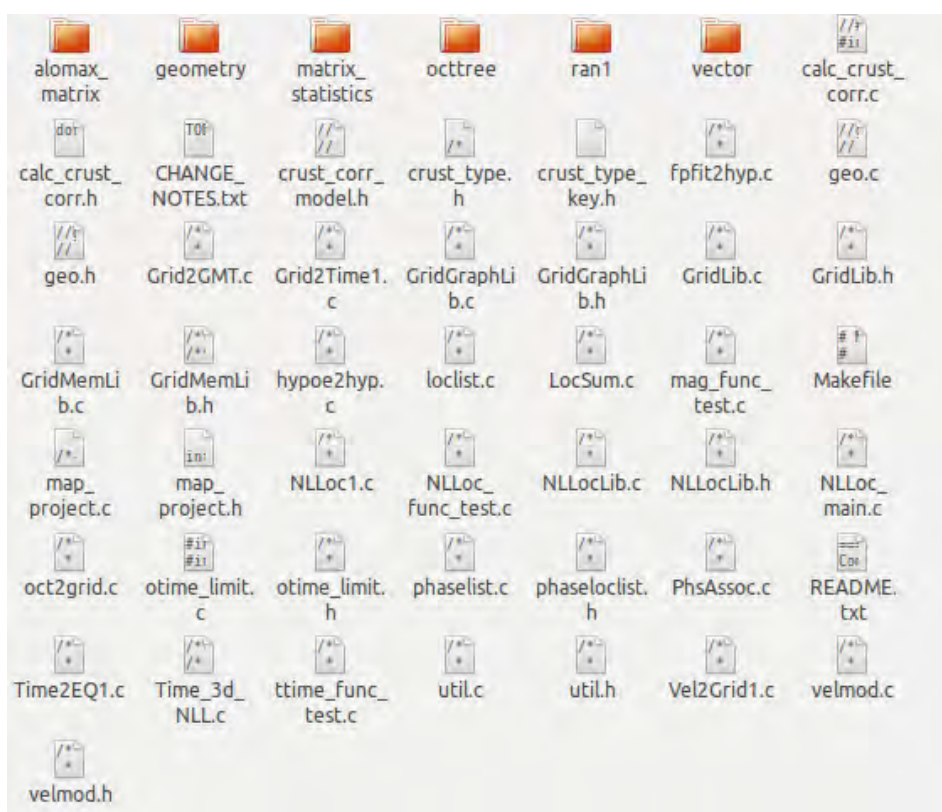 alomax_ geometry matrix_ octtree ran1 vector calc_crust_
matrix statistics corr.c
calc_crust_ CHANGE_ crust_corr_ crust_type. crust_type_ fpfit2hyp.c geo.c
corr.h NOTES.txt model.h h key.h
geo.h Grid2GMT.c Grid2Time1. GridGraphLi GridGraphLi GridLib.c GridLib.h
c b.c b.h
GridMemLi GridMemLi hypoe2hyp. loclist.c LocSum.c mag_func_ Makefile
b.c b.h c test.c
map_ map_ NLLoc1.c NLLoc_ NLLocLib.c NLLocLib.h NLLoc_
project.c project.h func_test.c main.c
oct2grid.c otime_limit. otime_limit. phaselist.c phaseloclist. PhsAssoc.c README.
c h h txt
Time2EQ1.c Time_3d_ ttime_func_ util.c util.h Vel2Grid1.c velmod.c
NLL.c test.c
velmod.h